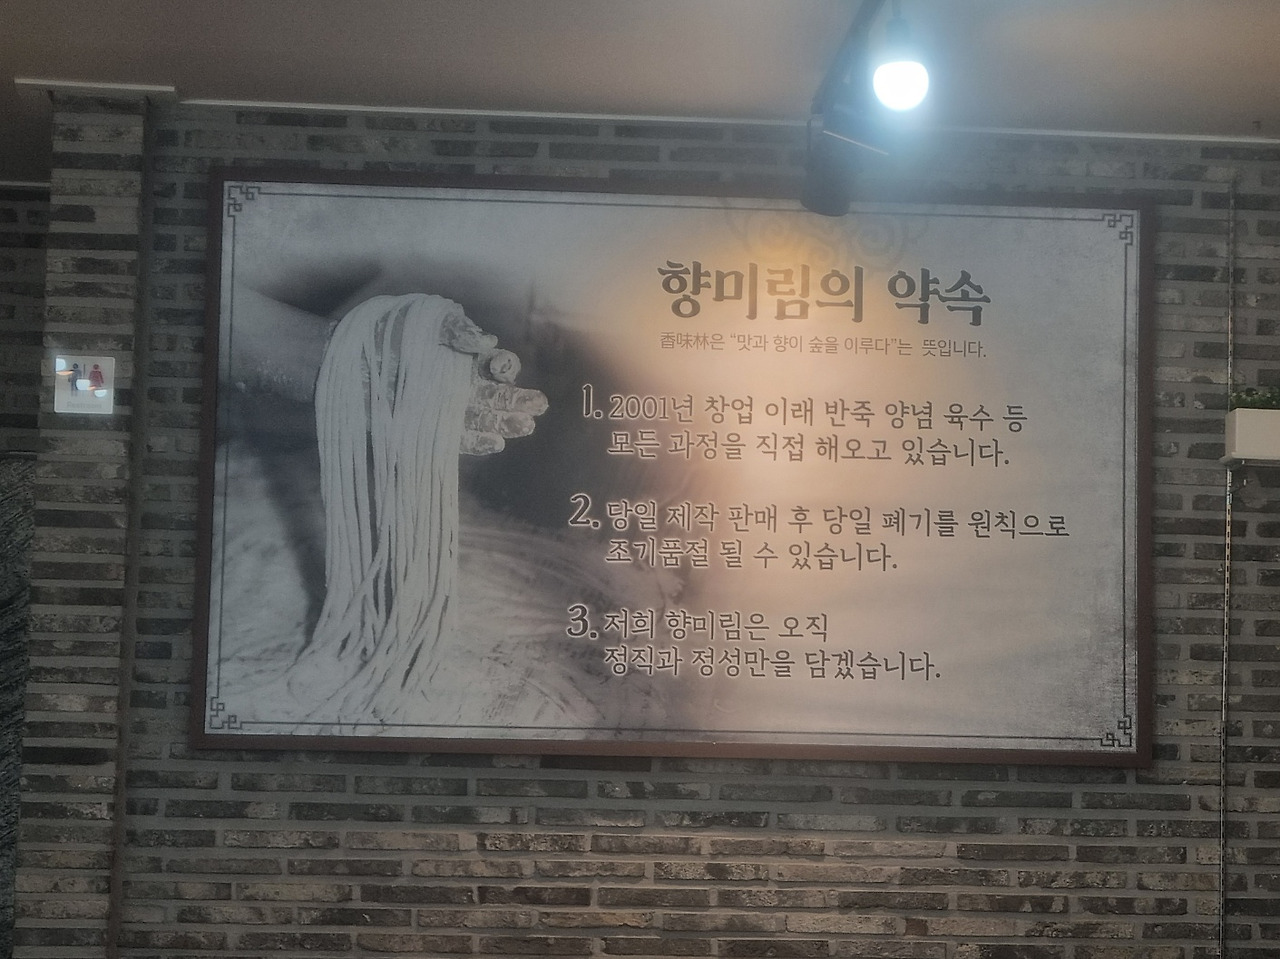 향미림의 약속
香味林은 “맛과 향이 숲을 이루다”는 뜻입니다.
1. 2001년 창업 이래 반죽 양념 육수 등
모든 과정을 직접 해오고 있습니다.
2. 당일 제작 판매 후 당일 폐기를 원칙으로
조기품절 될 수 있습니다.
3. 저희 향미림은 오직
정직과 정성만을 담겠습니다.